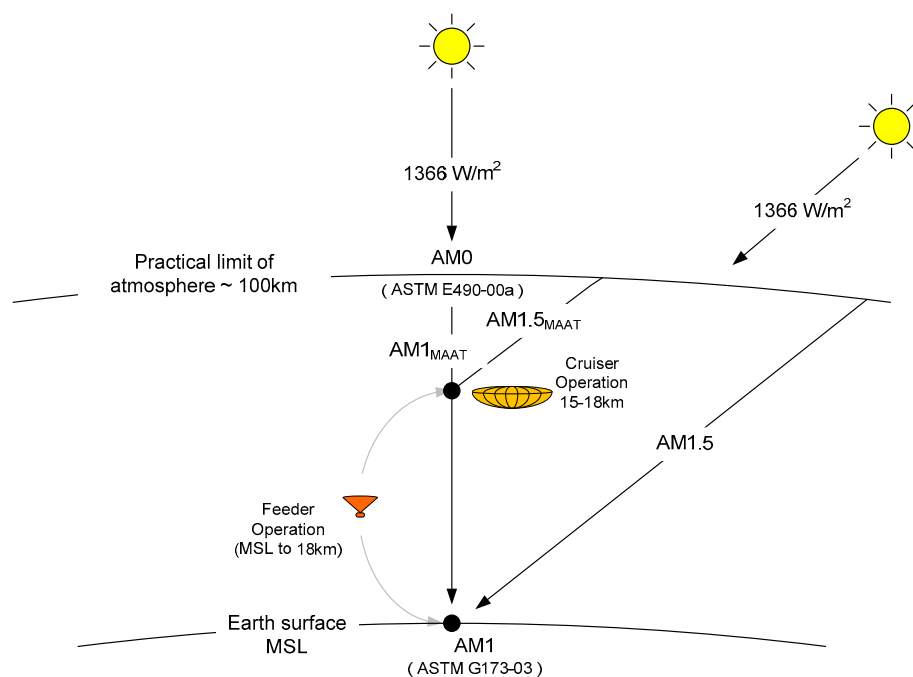 1366 W/m²
1366 W/m²
Practical limit of
atmosphere ~ 100km
AM0
( ASTM E490-00a )
AM1.5MAAT
AM1MAAT
Cruiser
Operation
15-18km
AM1.5
Feeder
Operation
(MSL to 18km)
Earth surface
MSL
AM1
( ASTM G173-03 )